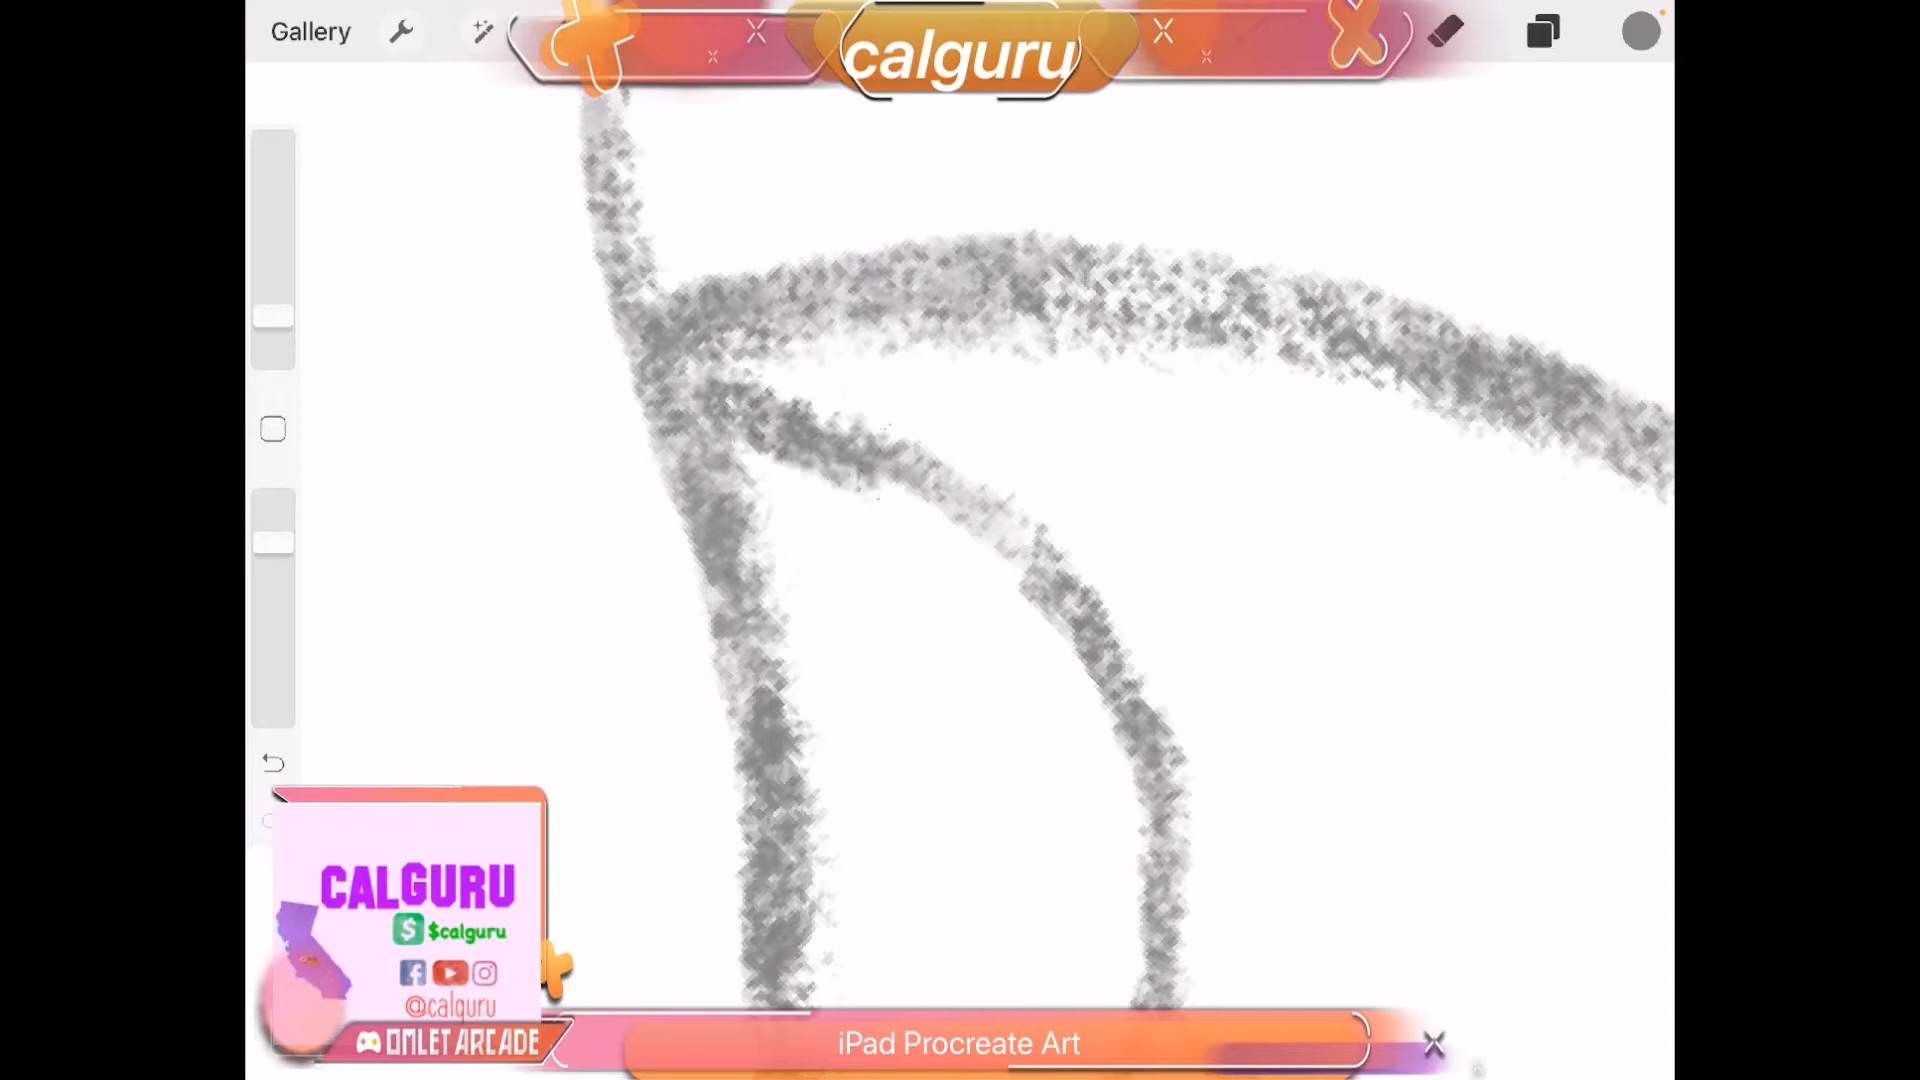 Gallery
calguru
CALGURU
$ $calguru
@calguru
OMLET ARCADE
iPad Procreate Art